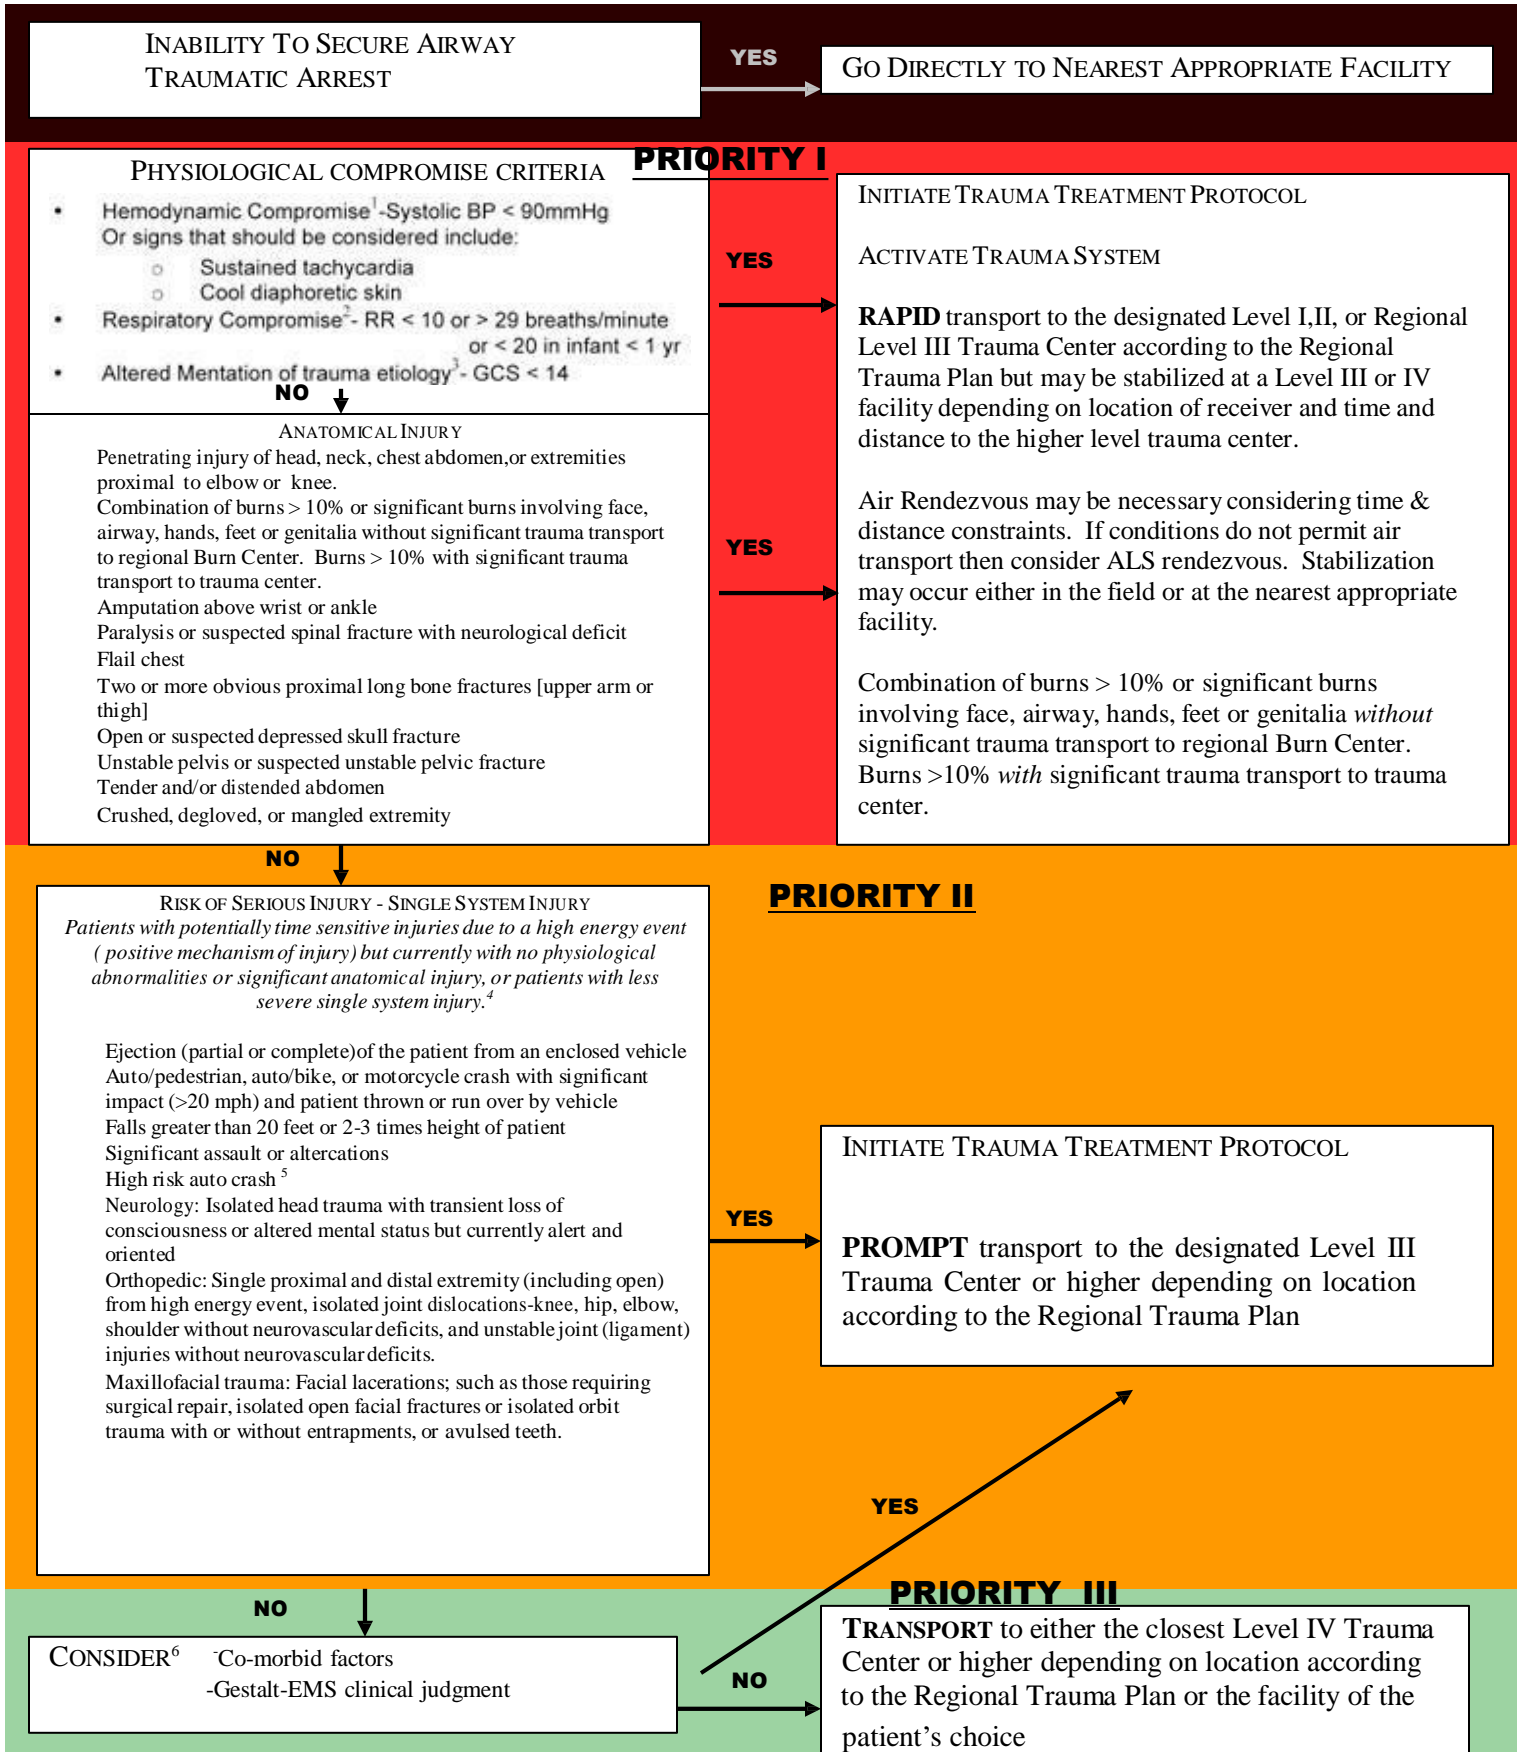 INABILITY TO SECURE AIRWAY
TRAUMATIC ARREST
YES
GO DIRECTLY TO NEAREST APPROPRIATE FACILITY
PRIORITY I
PHYSIOLOGICAL COMPROMISE CRITERIA
• Hemodynamic Compromise¹-Systolic BP < 90mmHg
Or signs that should be considered include:
○ Sustained tachycardia
○ Cool diaphoretic skin
• Respiratory Compromise²- RR < 10 or > 29 breaths/minute
or < 20 in infant < 1 yr
• Altered Mentation of trauma etiology³- GCS < 14
NO
YES
ANATOMICAL INJURY
Penetrating injury of head, neck, chest abdomen,or extremities
proximal to elbow or knee.
Combination of burns > 10% or significant burns involving face,
airway, hands, feet or genitalia without significant trauma transport
to regional Burn Center. Burns > 10% with significant trauma
transport to trauma center.
Amputation above wrist or ankle
Paralysis or suspected spinal fracture with neurological deficit
Flail chest
Two or more obvious proximal long bone fractures [upper arm or
thigh]
Open or suspected depressed skull fracture
Unstable pelvis or suspected unstable pelvic fracture
Tender and/or distended abdomen
Crushed, degloved, or mangled extremity
YES
INITIATE TRAUMA TREATMENT PROTOCOL
ACTIVATE TRAUMA SYSTEM
RAPID transport to the designated Level I,II, or Regional
Level III Trauma Center according to the Regional
Trauma Plan but may be stabilized at a Level III or IV
facility depending on location of receiver and time and
distance to the higher level trauma center.
Air Rendezvous may be necessary considering time &
distance constraints. If conditions do not permit air
transport then consider ALS rendezvous. Stabilization
may occur either in the field or at the nearest appropriate
facility.
Combination of burns > 10% or significant burns
involving face, airway, hands, feet or genitalia without
significant trauma transport to regional Burn Center.
Burns >10% with significant trauma transport to trauma
center.
NO
PRIORITY II
RISK OF SERIOUS INJURY - SINGLE SYSTEM INJURY
Patients with potentially time sensitive injuries due to a high energy event
( positive mechanism of injury) but currently with no physiological
abnormalities or significant anatomical injury, or patients with less
severe single system injury.⁴
Ejection (partial or complete)of the patient from an enclosed vehicle
Auto/pedestrian, auto/bike, or motorcycle crash with significant
impact (>20 mph) and patient thrown or run over by vehicle
Falls greater than 20 feet or 2-3 times height of patient
Significant assault or altercations
High risk auto crash ⁵
Neurology: Isolated head trauma with transient loss of
consciousness or altered mental status but currently alert and
oriented
Orthopedic: Single proximal and distal extremity (including open)
from high energy event, isolated joint dislocations-knee, hip, elbow,
shoulder without neurovascular deficits, and unstable joint (ligament)
injuries without neurovascular deficits.
Maxillofacial trauma: Facial lacerations; such as those requiring
surgical repair, isolated open facial fractures or isolated orbit
trauma with or without entrapments, or avulsed teeth.
YES
INITIATE TRAUMA TREATMENT PROTOCOL
PROMPT transport to the designated Level III
Trauma Center or higher depending on location
according to the Regional Trauma Plan
YES
NO
PRIORITY III
CONSIDER⁶ -Co-morbid factors
-Gestalt-EMS clinical judgment
NO
TRANSPORT to either the closest Level IV Trauma
Center or higher depending on location according
to the Regional Trauma Plan or the facility of the
patient's choice